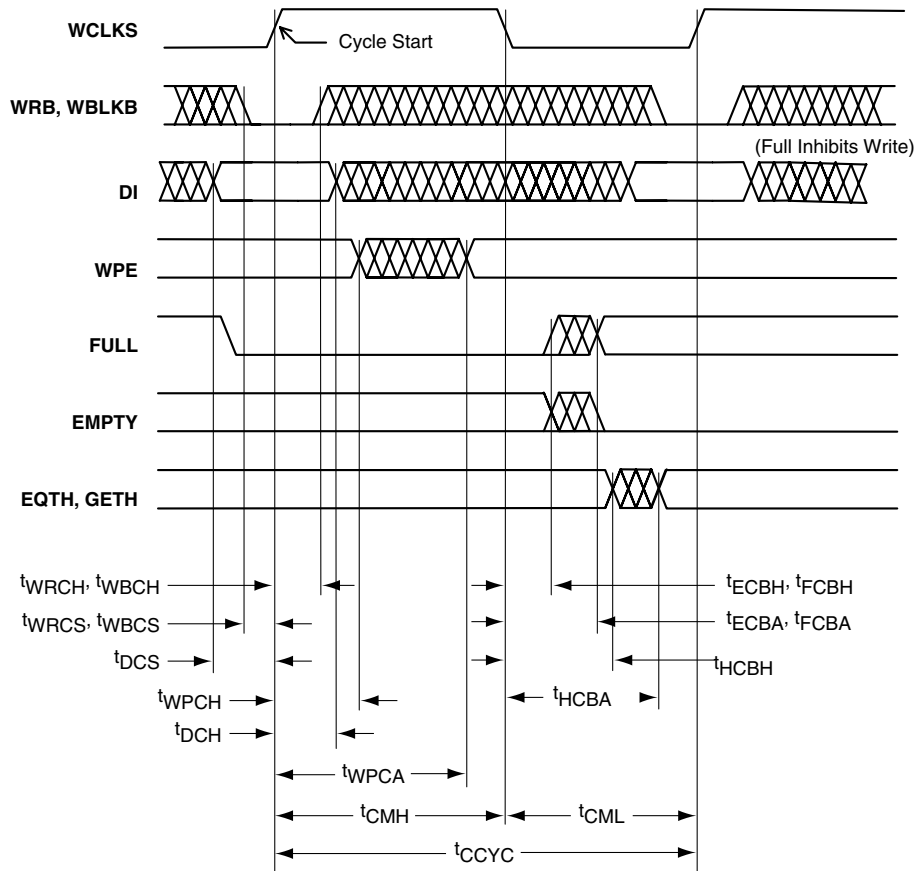 WCLKS
Cycle Start
WRB, WBLKB
(Full Inhibits Write)
DI
WPE
FULL
EMPTY
EQTH, GETH
tWRCH, tWBCH
tECBH, tFCBH
tWRCS, tWBCS
tECBA, tFCBA
tDCS
tHCBH
tWPCH
tHCBA
tDCH
tWPCA
tCMH
tCML
tCCYC